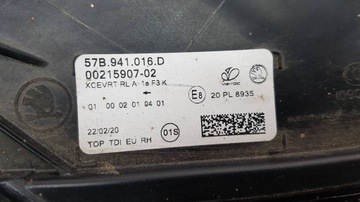 57B.941.016.D
00215907-02
XCEVRT RL A-1a F3 K
01 00 02 01 04 01
E8
20 PL 8935
22/02/20
01S
TOP TDI EU RH